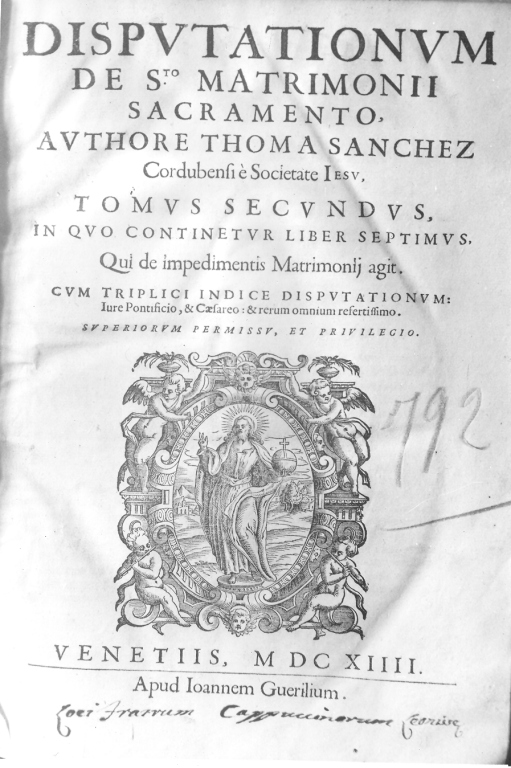 DISPVTATIONVM
DE S.TO MATRIMONII
SACRAMENTO,
AVTHORE THOMA SANCHEZ
Cordubensi è Societate IESV,
TOMVS SECVNDVS,
IN QVO CONTINETVR LIBER SEPTIMVS,
Qui de impedimentis Matrimonij agit.
CVM TRIPLICI INDICE DISPVTATIONVM:
Iure Pontificio, & Cæsareo: & rerum omnium refertissimo.
SVPERIORVM PERMISSV, ET PRIVILEGIO.
792
VENETIIS, M DC XIIII.
Apud Ioannem Guerilium.
Loci Fratrum Cappuccinorum